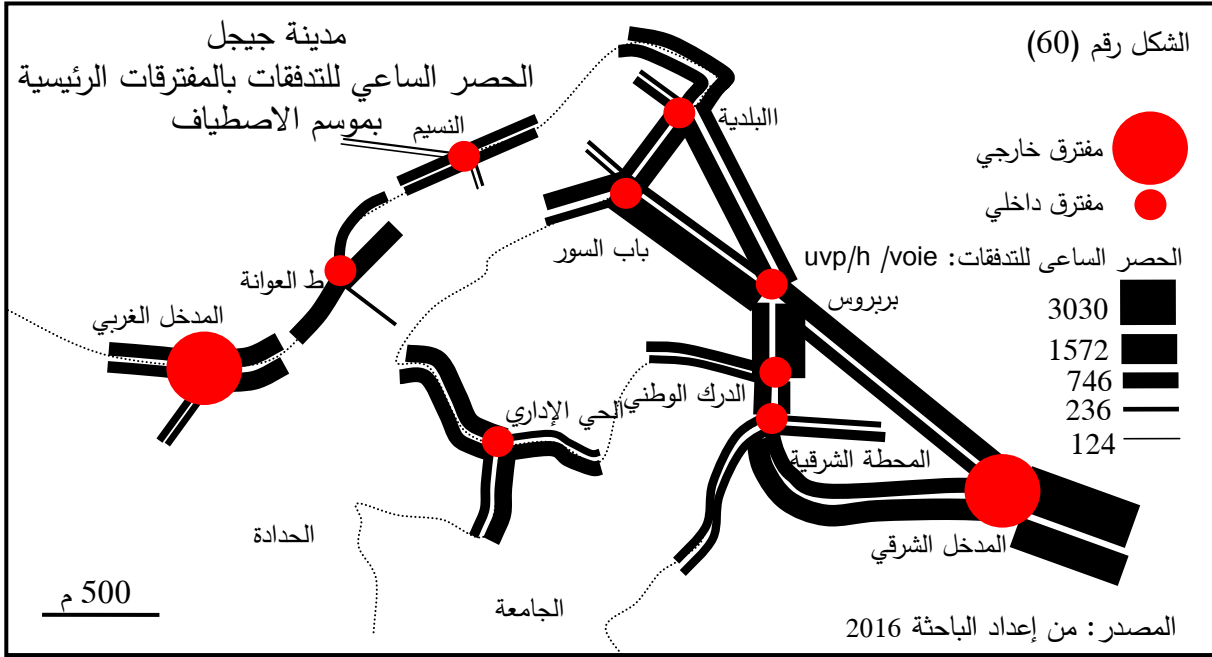 الشكل رقم (60)
مدينة جيجل
الحصر الساعي للتدفقات بالمفترقات الرئيسية
بموسم الاصطياف
النسيم
االبلدية
مفترق خارجي
مفترق داخلي
باب السور
الحصر الساعى للتدفقات: uvp/h /voie
ط العوانة
بربروس
3030
المدخل الغربي
1572
746
236
124
الدرك الوطني
الحي الإداري
المحطة الشرقية
الحدادة
المدخل الشرقي
500 م
الجامعة
المصدر: من إعداد الباحثة 2016